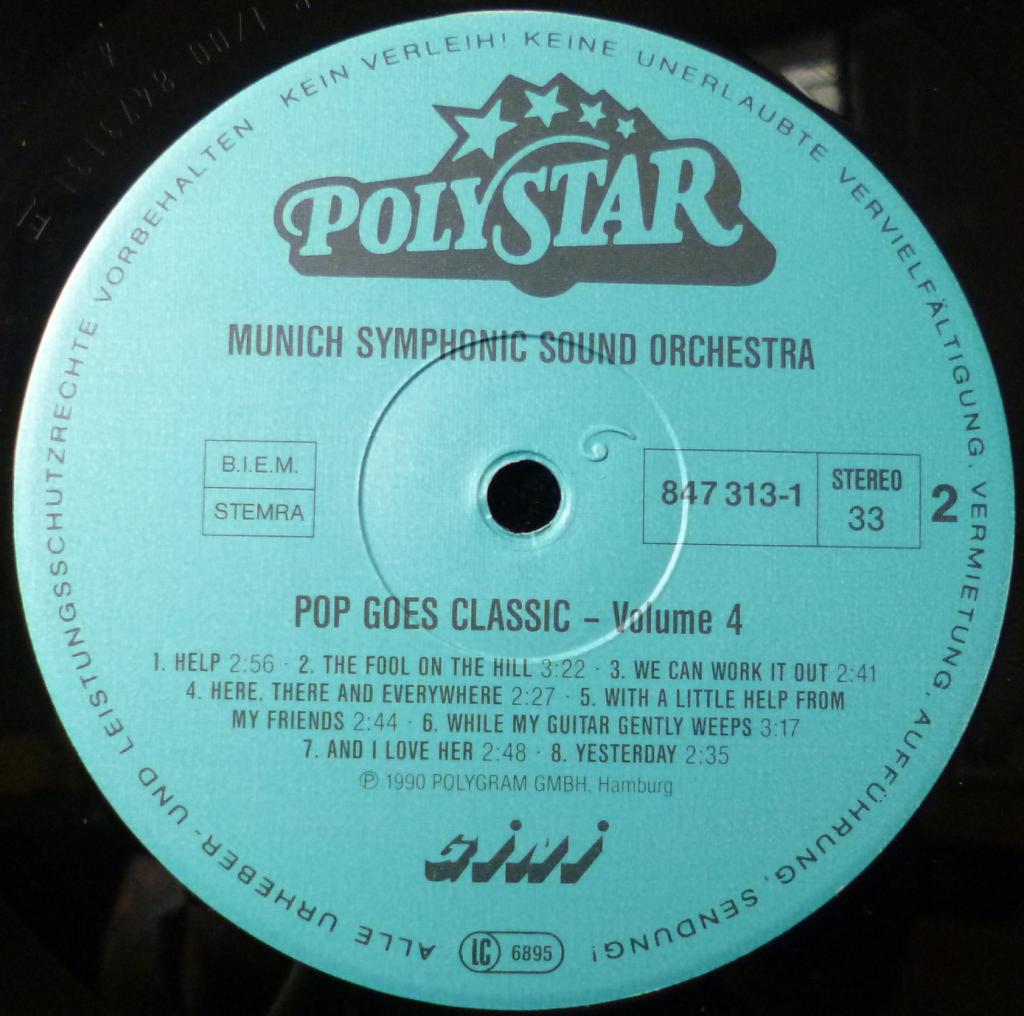 ALLE URHEBER- UND LEISTUNGSSCHUTZRECHTE VORBEHALTEN KEIN VERLEIH! KEINE UNERLAUBTE VERVIELFÄLTIGUNG, VERMIETUNG, AUFFÜHRUNG, SENDUNG!
POLYSTAR
MUNICH SYMPHONIC SOUND ORCHESTRA
B.I.E.M.
STEMRA
847 313-1
STEREO
33
2
POP GOES CLASSIC – Volume 4
1. HELP 2:56 · 2. THE FOOL ON THE HILL 3:22 · 3. WE CAN WORK IT OUT 2:41
4. HERE, THERE AND EVERYWHERE 2:27 · 5. WITH A LITTLE HELP FROM
MY FRIENDS 2:44 · 6. WHILE MY GUITAR GENTLY WEEPS 3:17
7. AND I LOVE HER 2:48 · 8. YESTERDAY 2:35
℗ 1990 POLYGRAM GMBH, Hamburg
LC 6895